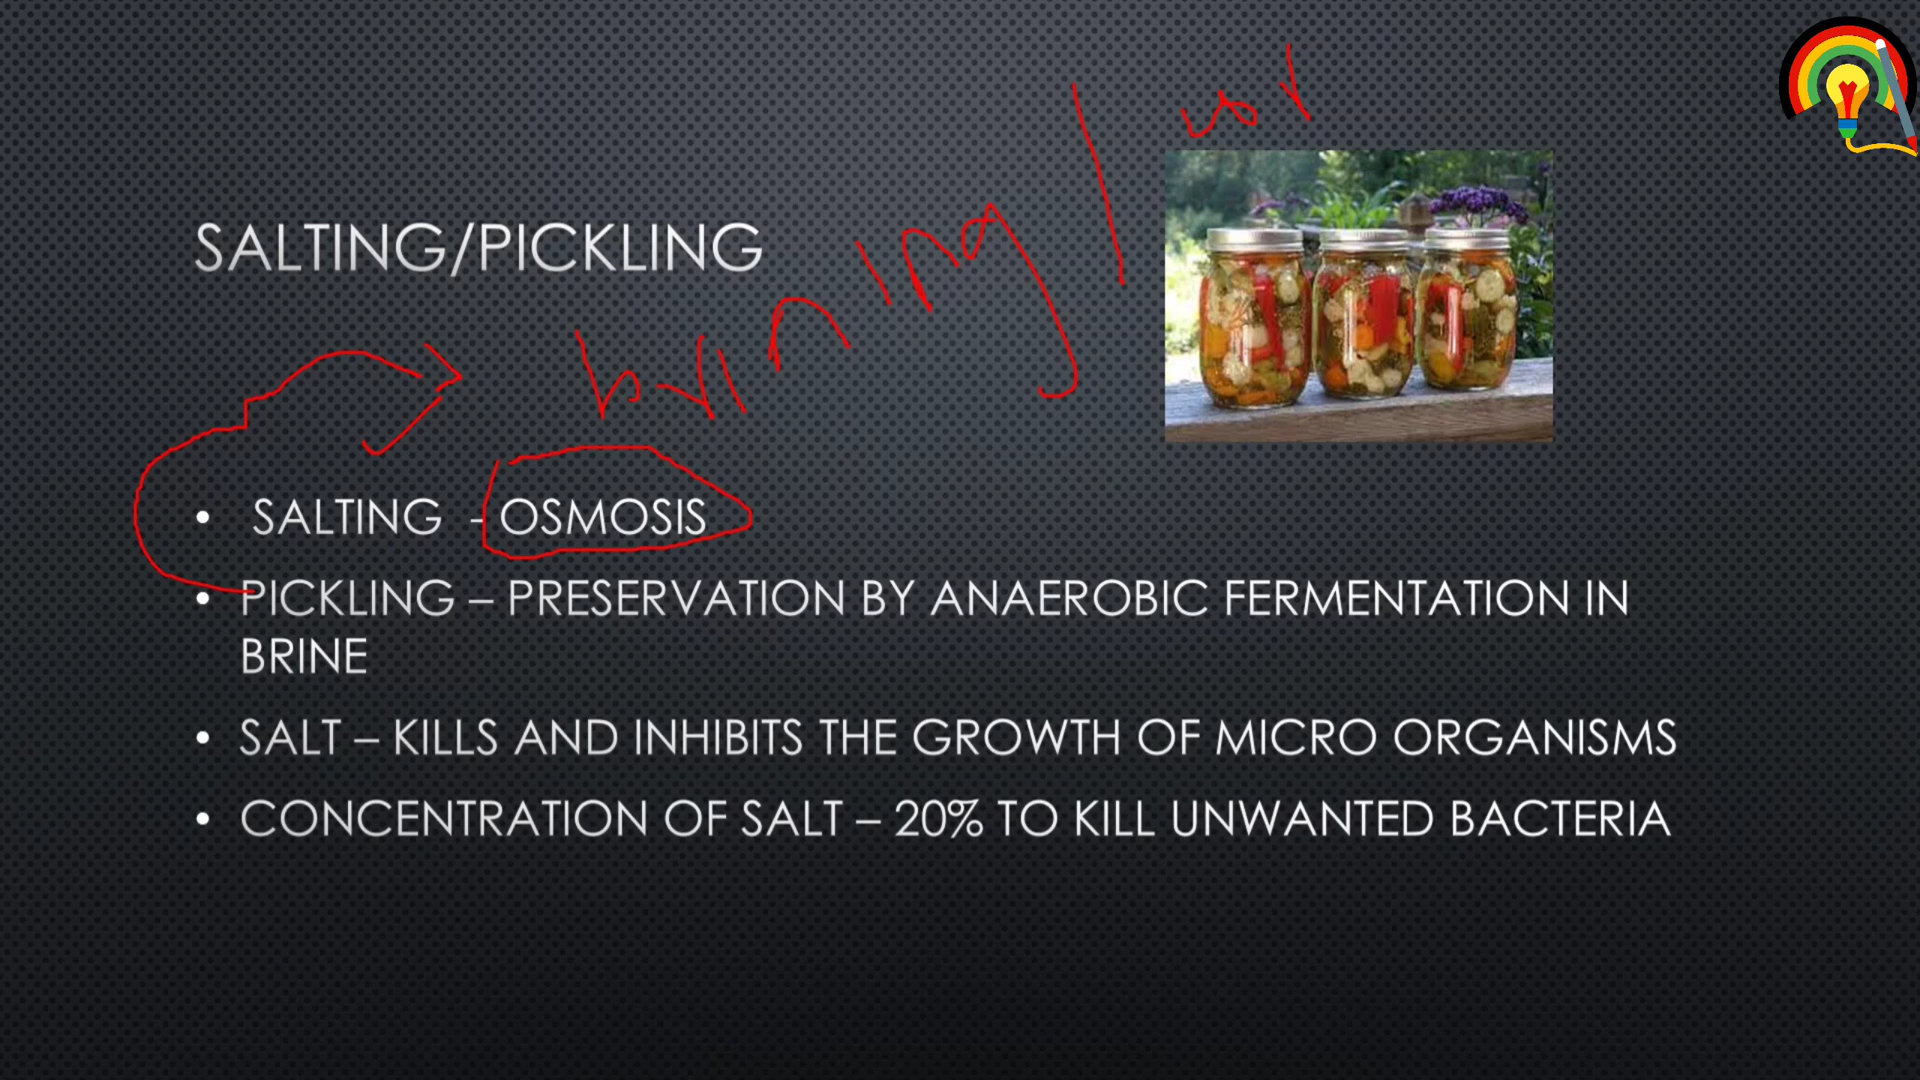 SALTING/PICKLING
brining/
• SALTING - OSMOSIS
• PICKLING – PRESERVATION BY ANAEROBIC FERMENTATION IN
BRINE
• SALT – KILLS AND INHIBITS THE GROWTH OF MICRO ORGANISMS
• CONCENTRATION OF SALT – 20% TO KILL UNWANTED BACTERIA